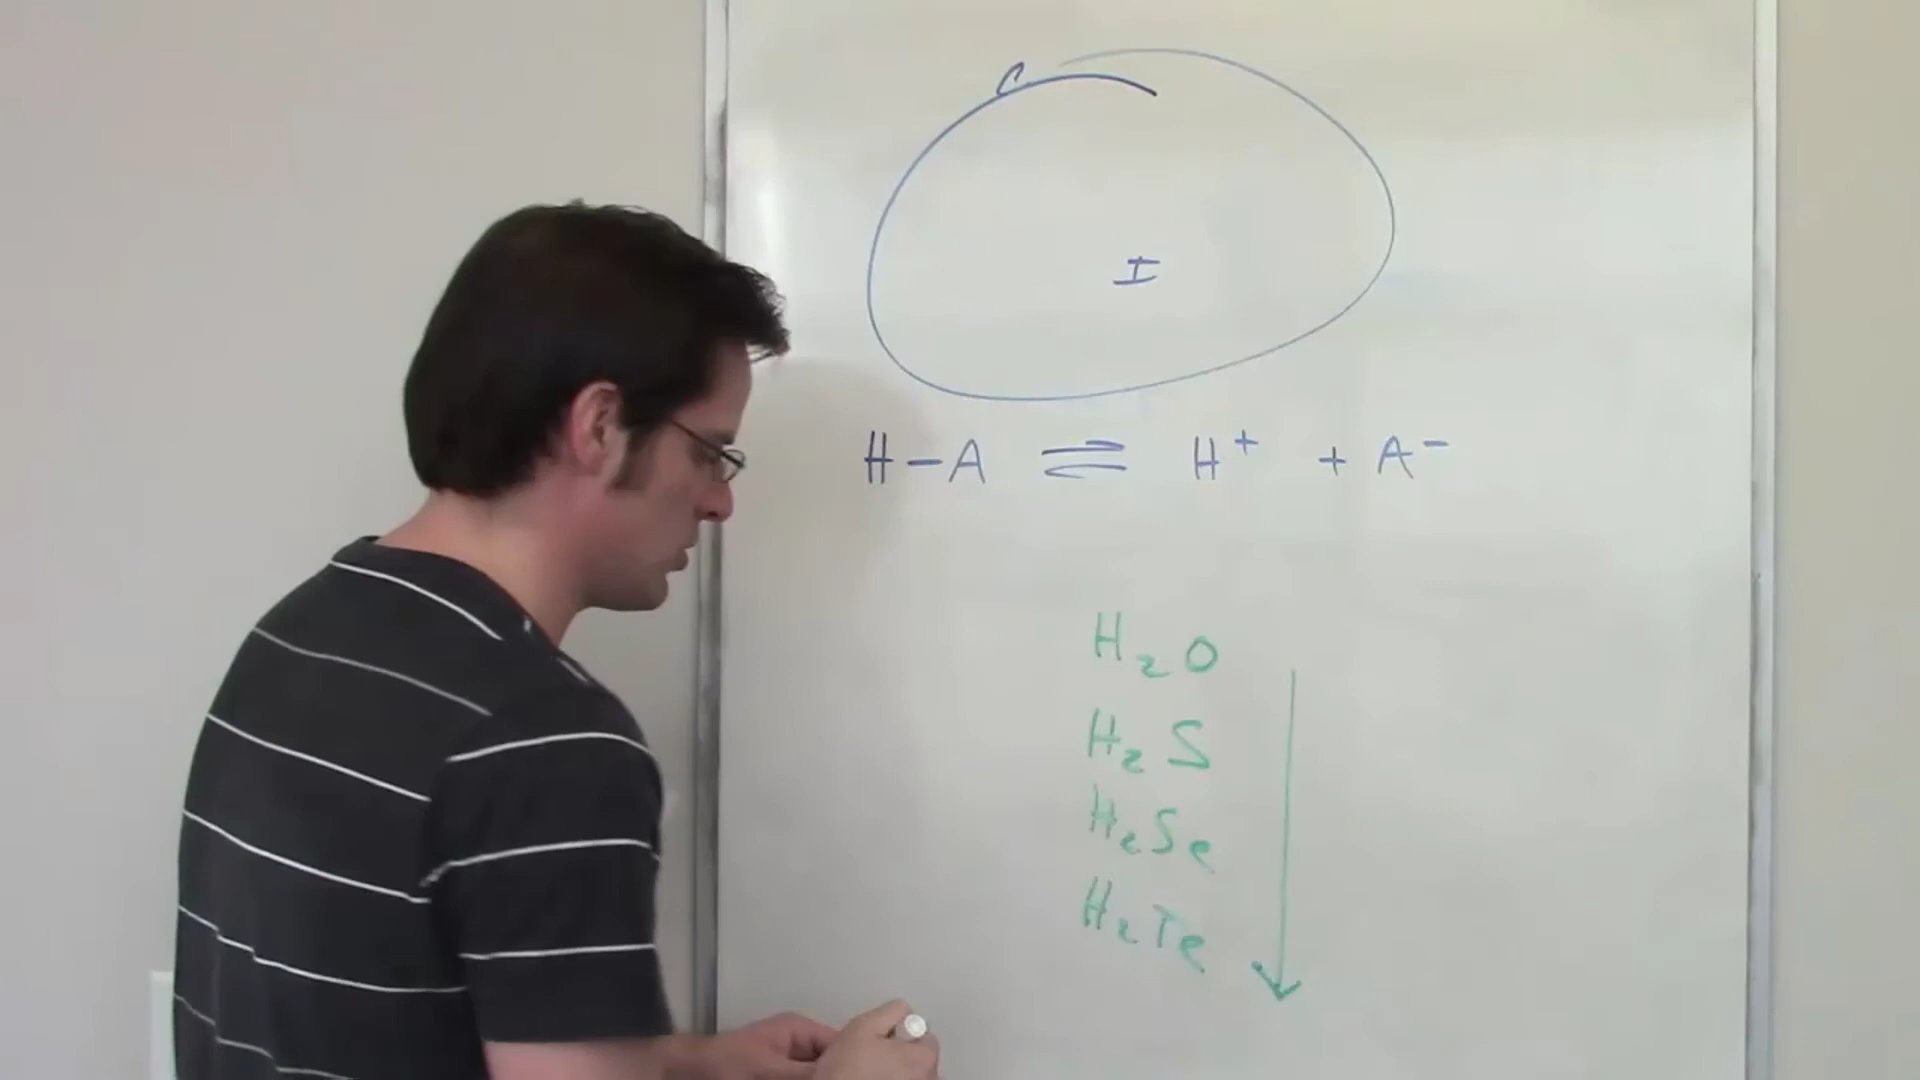 I
H-A ⇌ H⁺ + A⁻
H₂O
H₂S
H₂Se
H₂Te